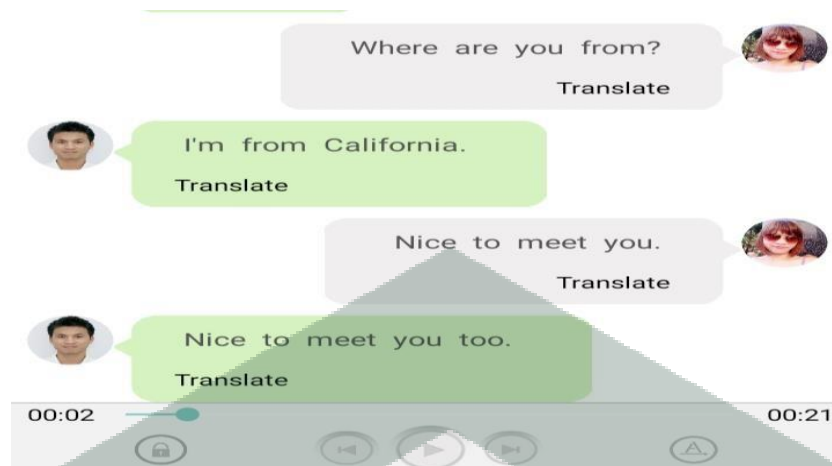 Where are you from?
Translate
I'm from California.
Translate
Nice to meet you.
Translate
Nice to meet you too.
Translate
00:02 00:21
A